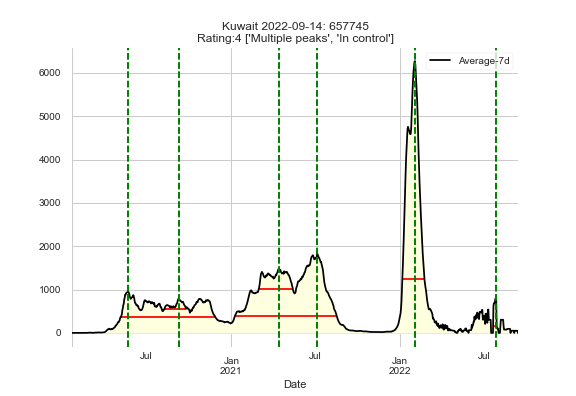 Kuwait 2022-09-14: 657745
Rating:4 ['Multiple peaks', 'In control']
Average-7d
6000
5000
4000
3000
2000
1000
0
Jul
Jan
2021
Jul
Jan
2022
Jul
Date